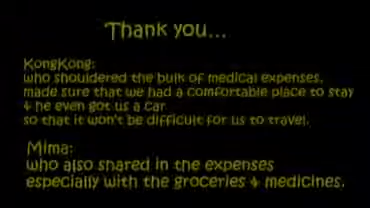 Thank you...
KongKong:
who shouldered the bulk of medical expenses,
made sure that we had a comfortable place to stay
& he even got us a car
so that it won't be difficult for us to travel.
Mima:
who also shared in the expenses
especially with the groceries & medicines.